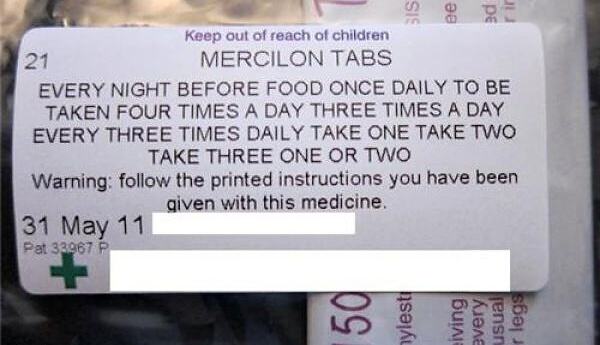 Keep out of reach of children
21 MERCILON TABS
EVERY NIGHT BEFORE FOOD ONCE DAILY TO BE
TAKEN FOUR TIMES A DAY THREE TIMES A DAY
EVERY THREE TIMES DAILY TAKE ONE TAKE TWO
TAKE THREE ONE OR TWO
Warning: follow the printed instructions you have been
given with this medicine.
31 May 11
Pat 33967 P
150